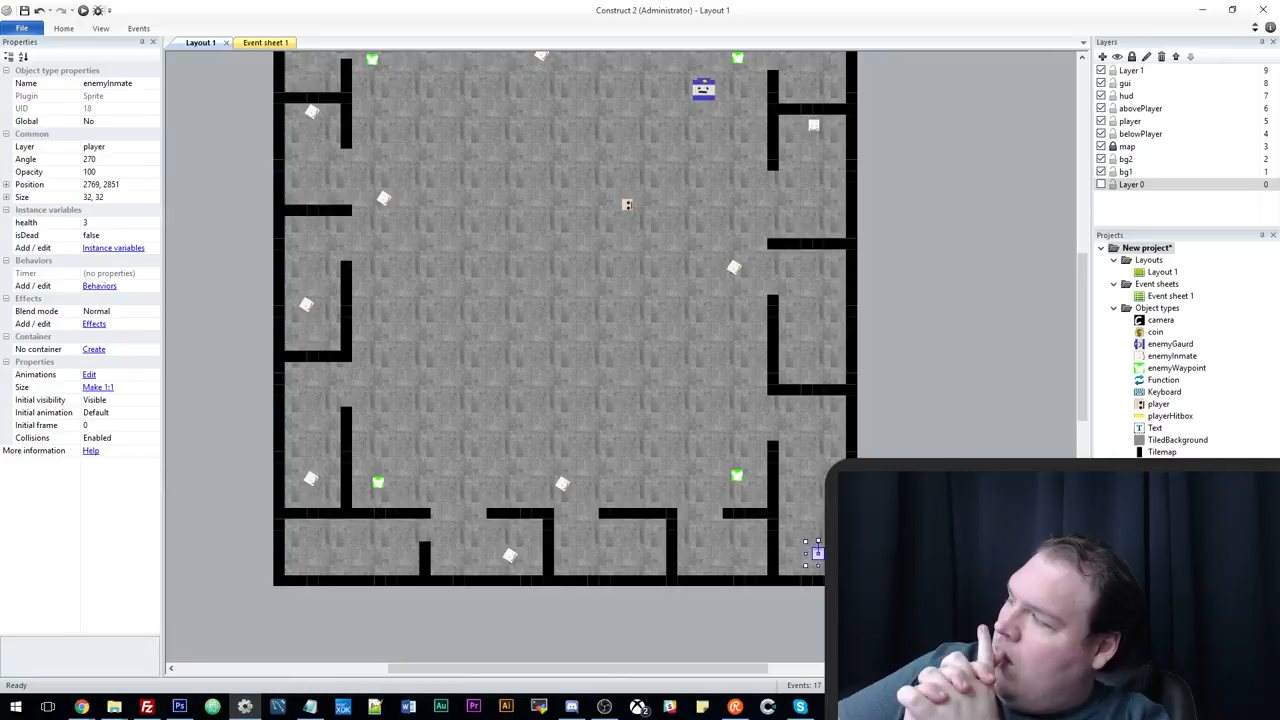 Construct 2 (Administrator) - Layout 1
File Home View Events
Properties
Object type properties
Name enemyInmate
Plugin Sprite
UID 18
Global No
Common
Layer player
Angle 270
Opacity 100
Position 2769, 2851
Size 32, 32
Instance variables
health 3
isDead false
Add / edit Instance variables
Behaviors
Timer (no properties)
Add / edit Behaviors
Effects
Blend mode Normal
Add / edit Effects
Container
No container Create
Properties
Animations Edit
Size Make 1:1
Initial visibility Visible
Initial animation Default
Initial frame 0
Collisions Enabled
More information Help
Layout 1 Event sheet 1
Layers
Layer 1 9
gui 8
hud 7
abovePlayer 6
player 5
belowPlayer 4
map 3
bg2 2
bg1 1
Layer 0 0
Projects
New project*
Layouts
Layout 1
Event sheets
Event sheet 1
Object types
camera
coin
enemyGaurd
enemyInmate
enemyWaypoint
Function
Keyboard
player
playerHitbox
Text
TiledBackground
Tilemap
Ready
Events: 17